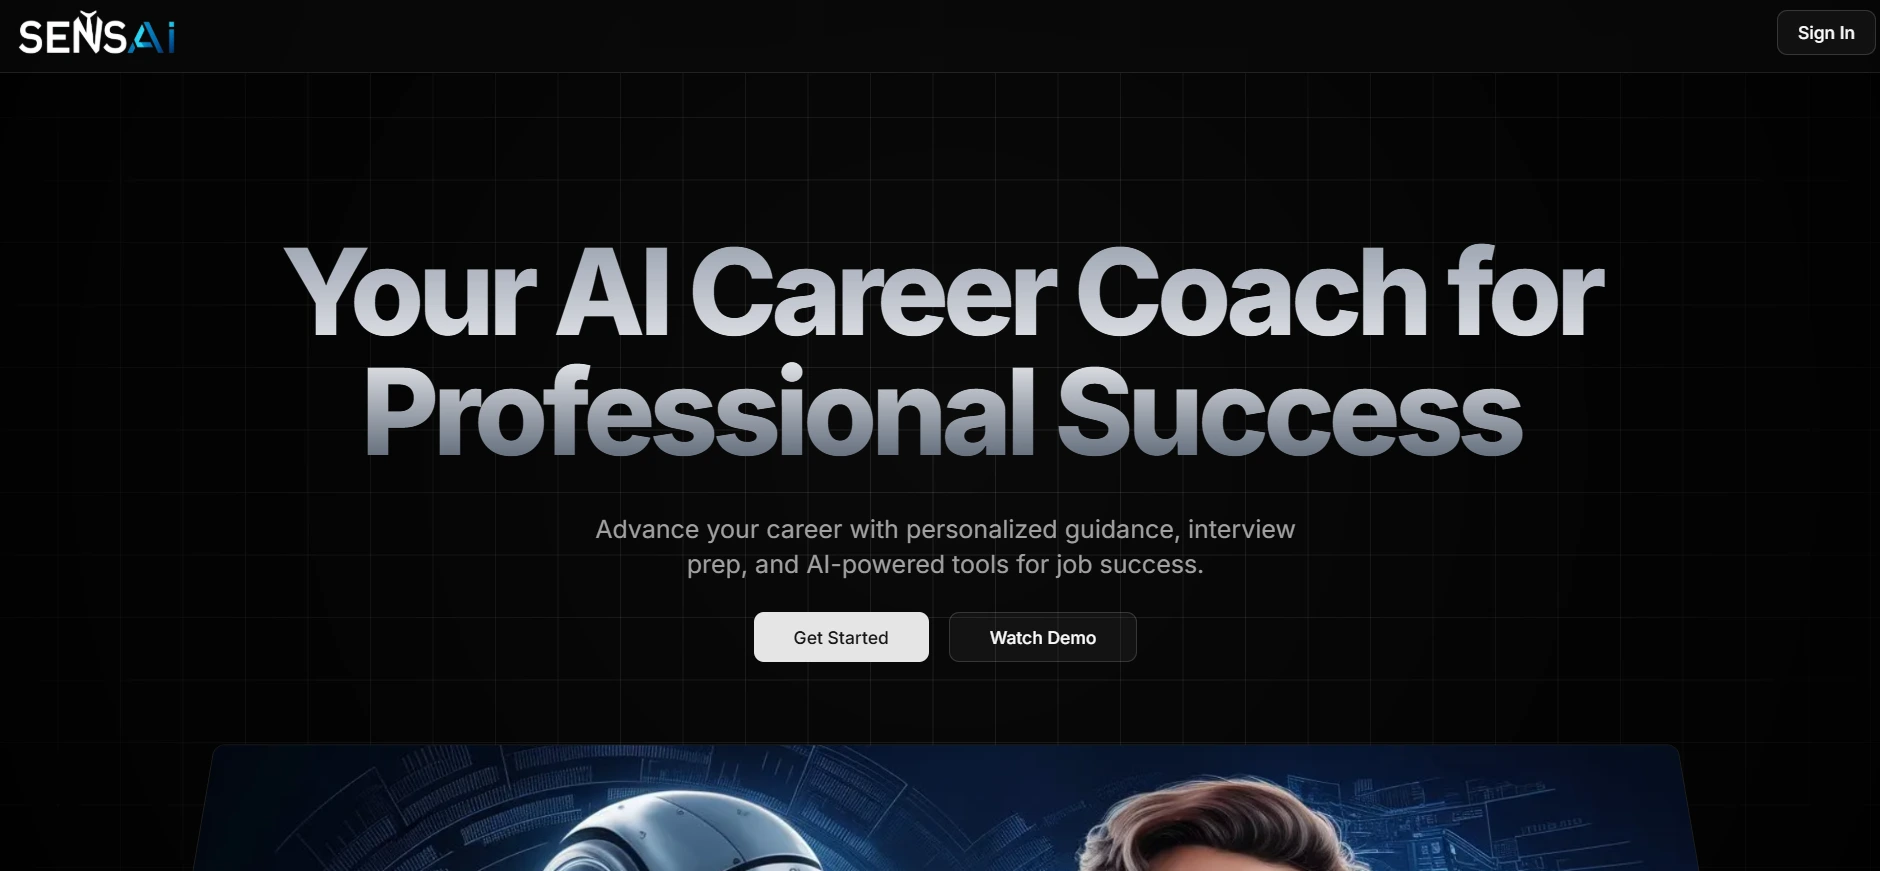 SENSAi
Sign In
Your AI Career Coach for
Professional Success
Advance your career with personalized guidance, interview
prep, and AI-powered tools for job success.
Get Started
Watch Demo